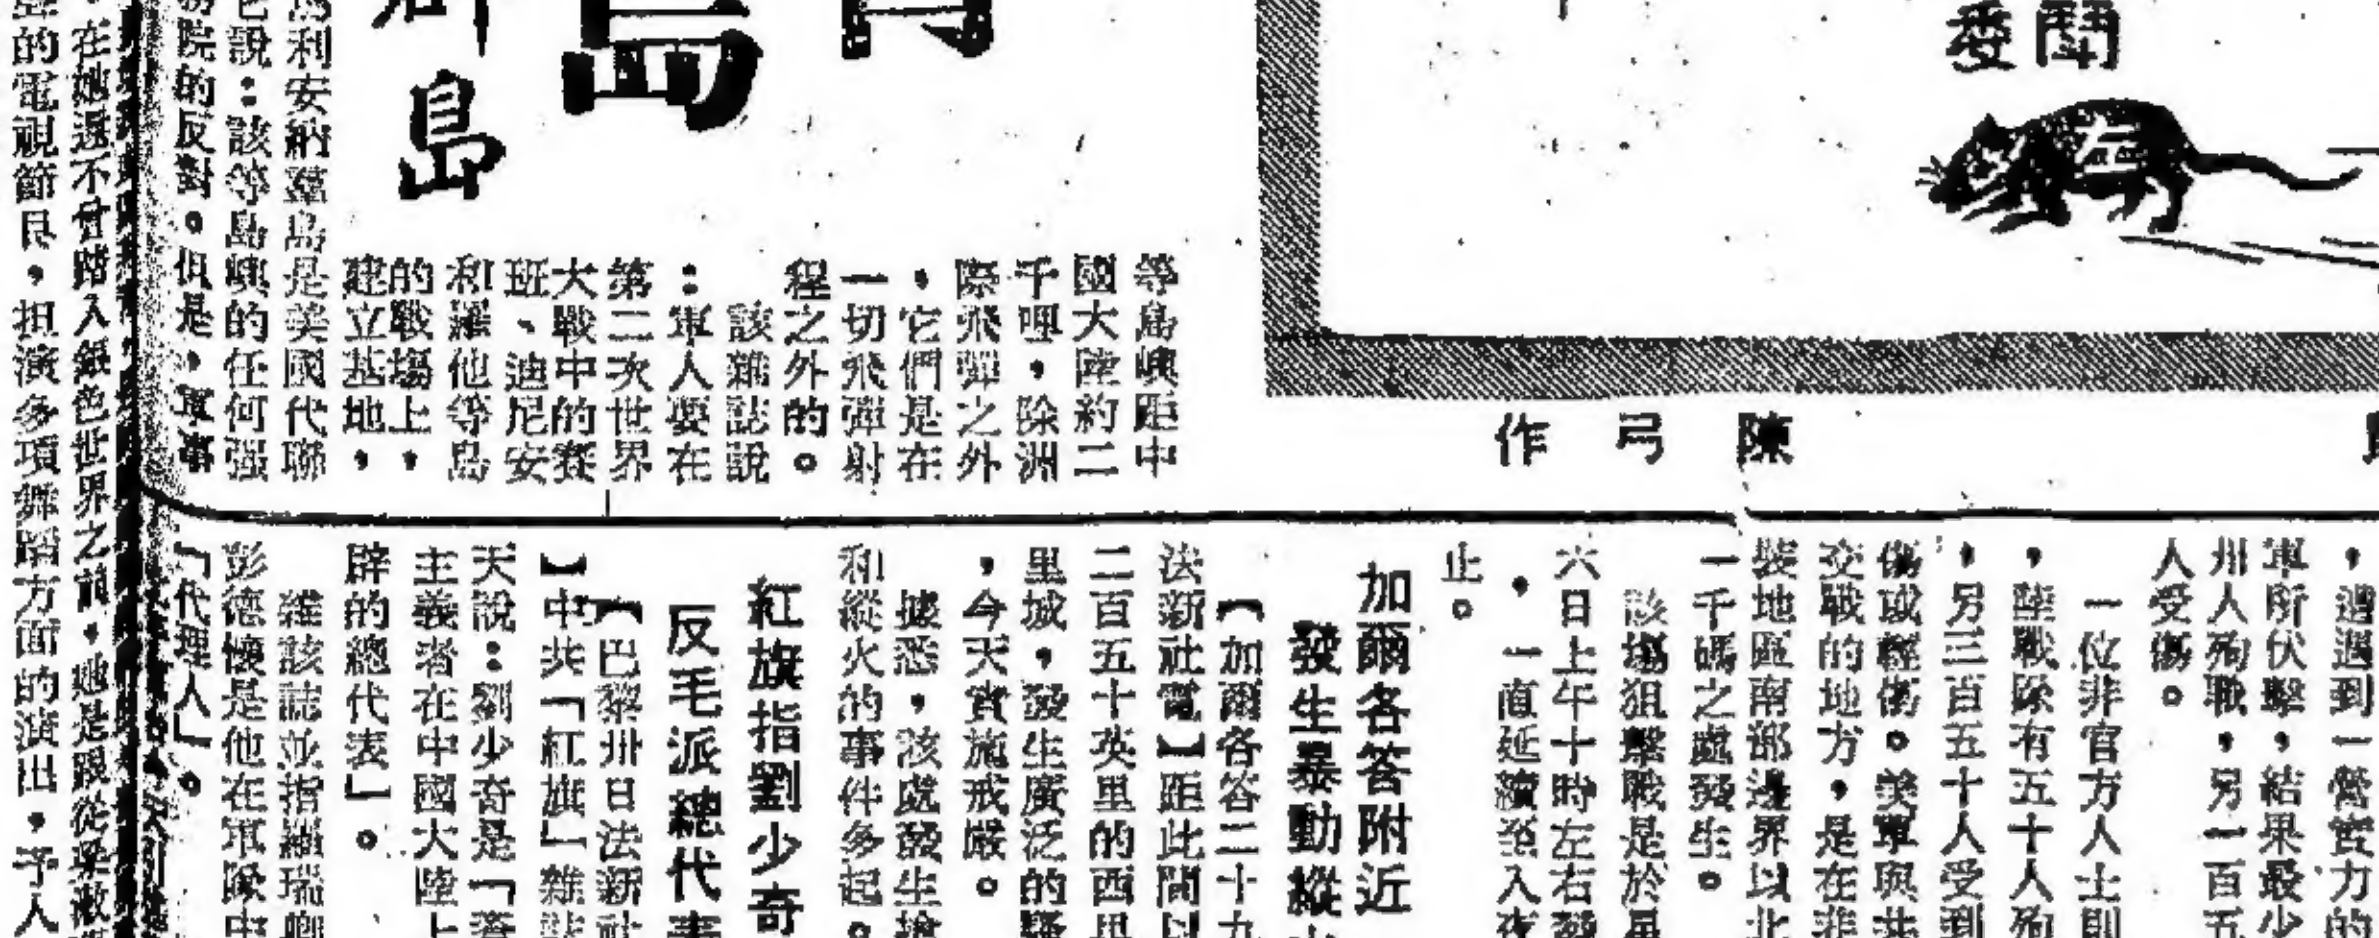 閗
委
左
陳弓作
等島嶼距中
國大陸約二
千哩，除洲
際飛彈之外
，它們是在
一切飛彈射
程之外的。
該雜誌說
：軍人要在
第二次世界
大戰中的賽
班、迪尼安
和羅他等島
的戰場上，
建立基地，
島
島
利安納羣島是美國代聯
說：該等島嶼的任何强
院的反對。但是，軍事
，遭遇到一營實力的
軍所伏擊，結果最少
州人殉職，另一百五
人受傷。
一位非官方人士則
，陸戰隊有五十人殉
，另三百五十人受到
傷或輕傷。美軍與共
交戰的地方，是在非
裝地區南部邊界以北
一千碼之處發生。
該場狙擊戰是於星
六日上午十時左右發
，一直延續至入夜
止。
加爾各答附近
發生暴動縱火
【加爾各答二十九
法新社電】距此間以
二百五十英里的西里
里城，發生廣泛的騷
，今天實施戒嚴。
據悉，該處發生搶
和縱火的事件多起。
紅旗指劉少奇
反毛派總代表
【巴黎卅日法新社
】中共「紅旗」雜誌
天說：劉少奇是「蓋
主義者在中國大陸上
辟的總代表」。
雜該誌並指羅瑞卿
彭德懷是他在軍隊中
「代理人」。
，在她還不曾踏入銀色世界之前，她是跟從梁淑
的電視節目，担演多項舞蹈方面的演出，予人